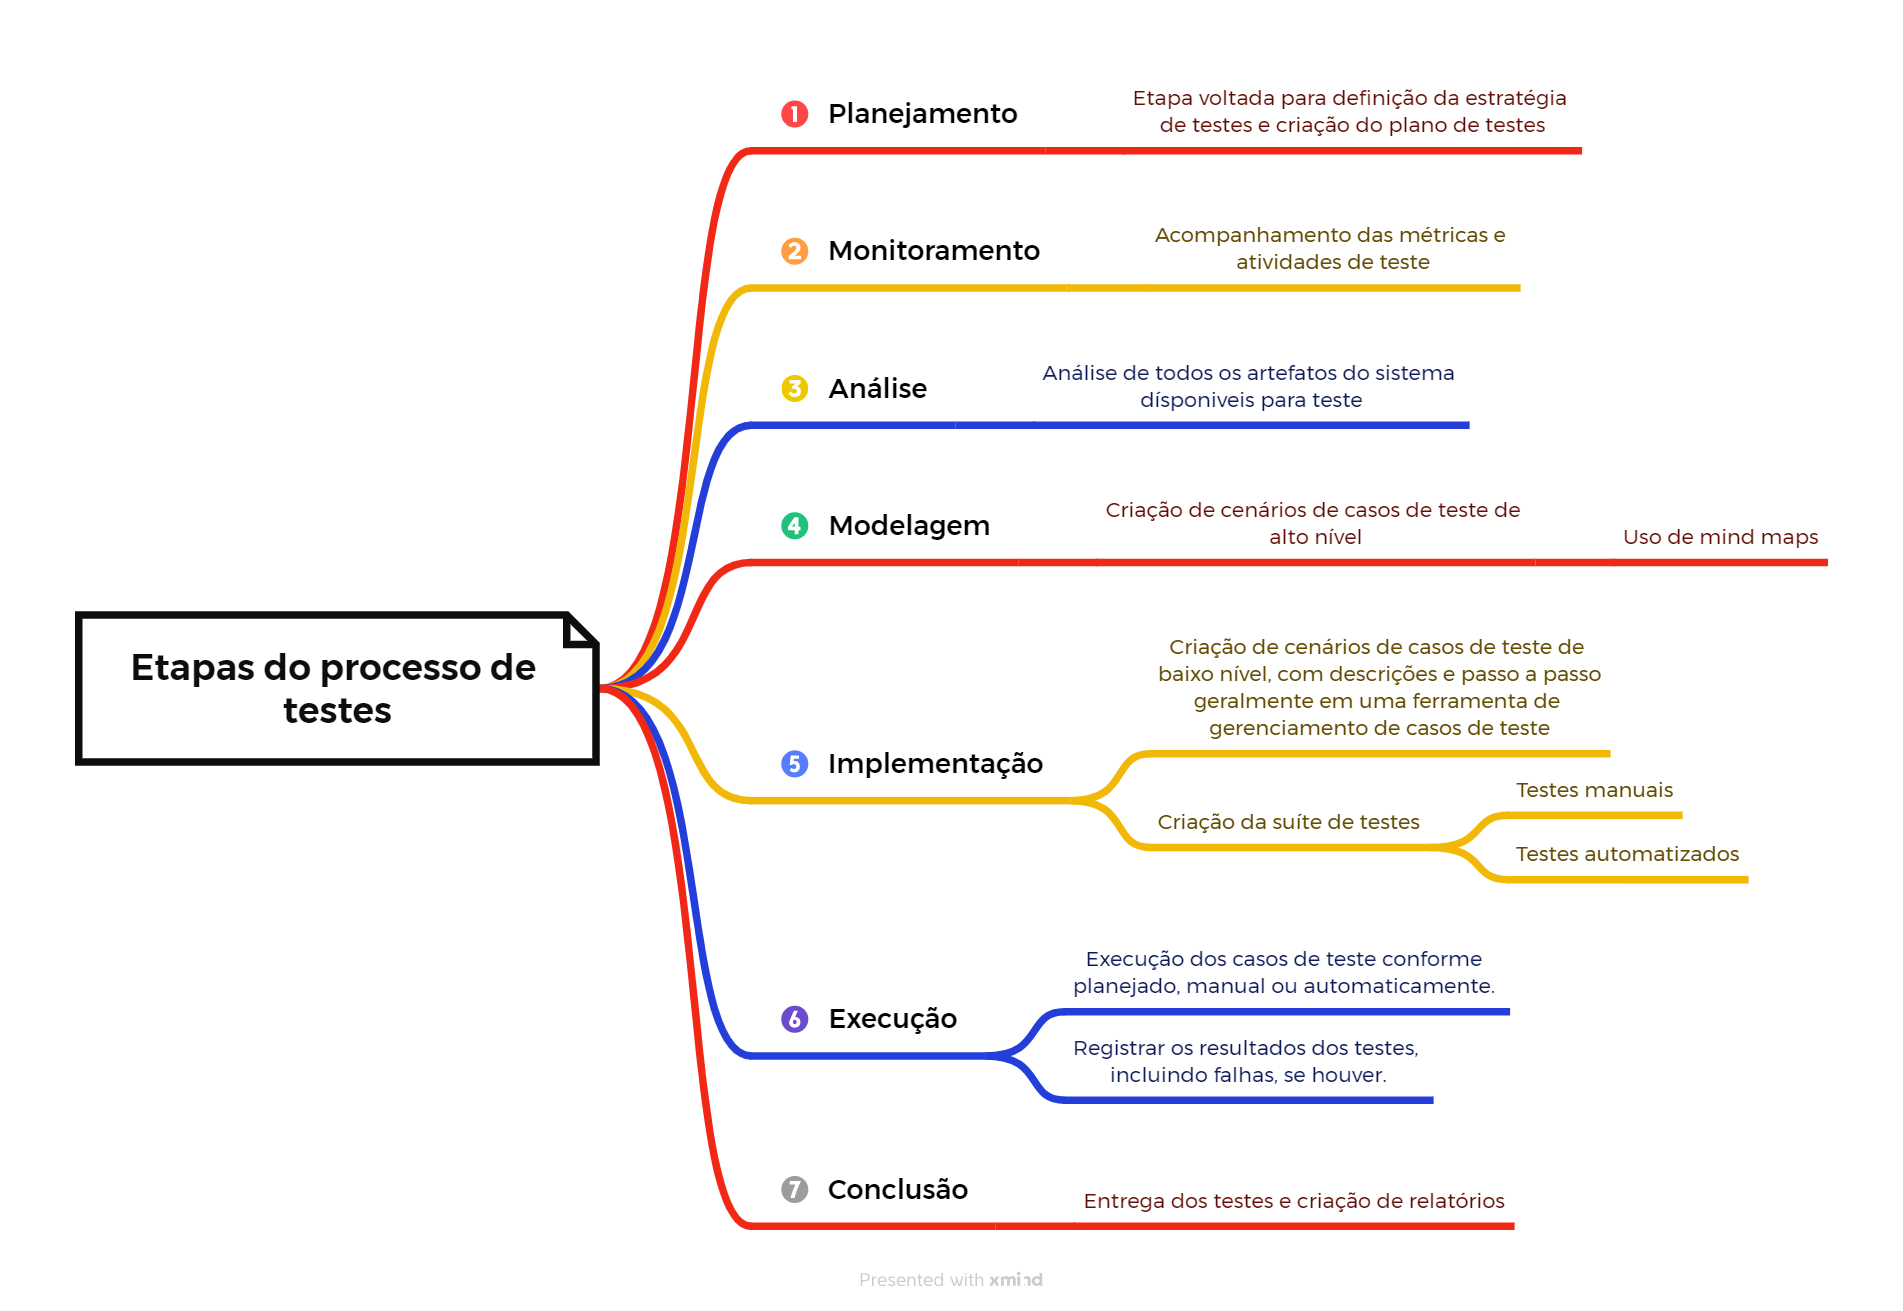 Etapas do processo de
testes
1 Planejamento
Etapa voltada para definição da estratégia
de testes e criação do plano de testes
2 Monitoramento
Acompanhamento das métricas e
atividades de teste
3 Análise
Análise de todos os artefatos do sistema
dísponiveis para teste
4 Modelagem
Criação de cenários de casos de teste de
alto nível
Uso de mind maps
5 Implementação
Criação de cenários de casos de teste de
baixo nível, com descrições e passo a passo
geralmente em uma ferramenta de
gerenciamento de casos de teste
Criação da suíte de testes
Testes manuais
Testes automatizados
6 Execução
Execução dos casos de teste conforme
planejado, manual ou automaticamente.
Registrar os resultados dos testes,
incluindo falhas, se houver.
7 Conclusão
Entrega dos testes e criação de relatórios
Presented with xmind